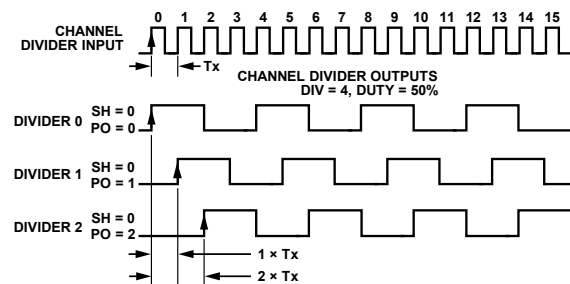 0 1 2 3 4 5 6 7 8 9 10 11 12 13 14 15
CHANNEL
DIVIDER INPUT
Tx
CHANNEL DIVIDER OUTPUTS
DIV = 4, DUTY = 50%
DIVIDER 0 SH = 0
PO = 0
DIVIDER 1 SH = 0
PO = 1
DIVIDER 2 SH = 0
PO = 2
1 × Tx
2 × Tx